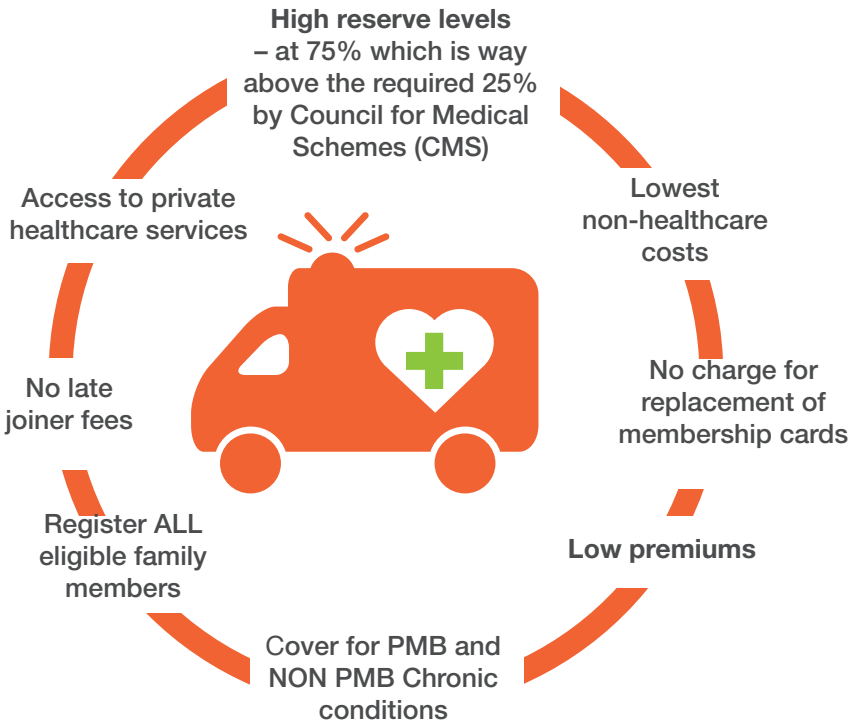 High reserve levels
– at 75% which is way
above the required 25%
by Council for Medical
Schemes (CMS)
Lowest
non-healthcare
costs
No charge for
replacement of
membership cards
Low premiums
Cover for PMB and
NON PMB Chronic
conditions
Register ALL
eligible family
members
No late
joiner fees
Access to private
healthcare services